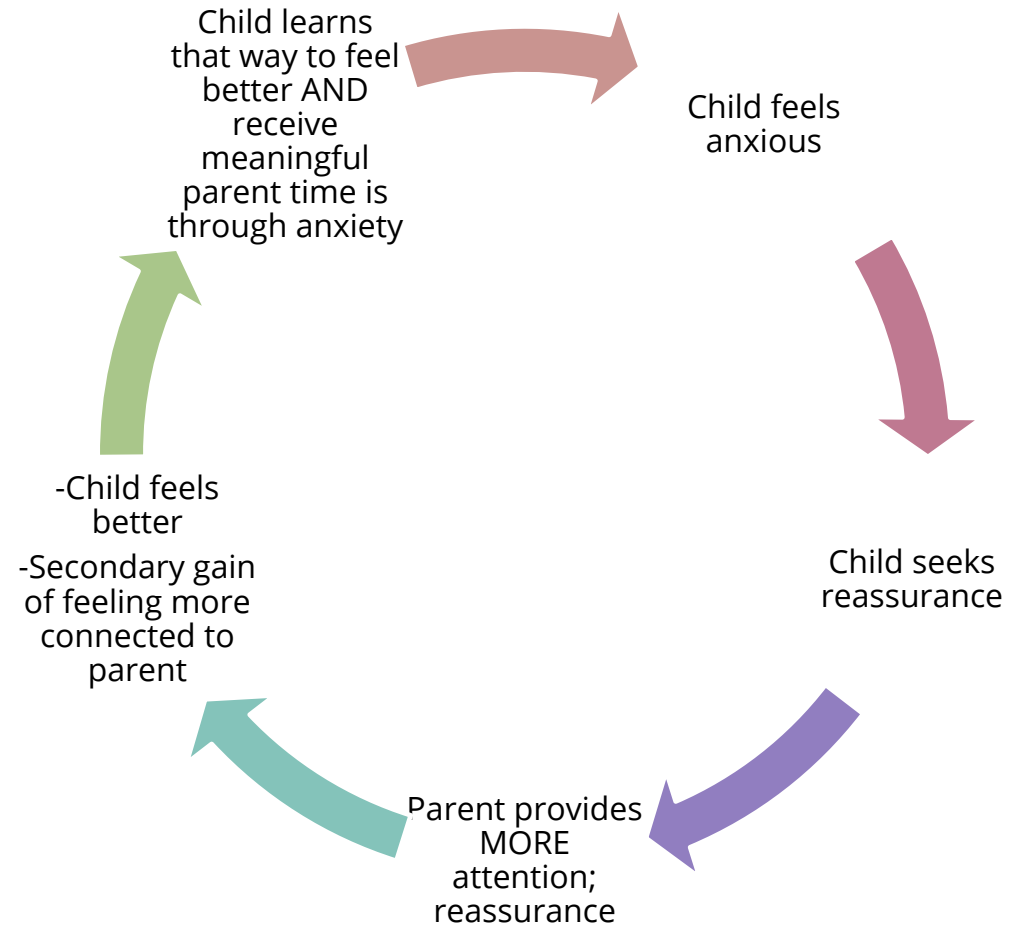 Child learns
that way to feel
better AND
receive
meaningful
parent time is
through anxiety
Child feels
anxious
Child seeks
reassurance
Parent provides
MORE
attention;
reassurance
-Child feels
better
-Secondary gain
of feeling more
connected to
parent